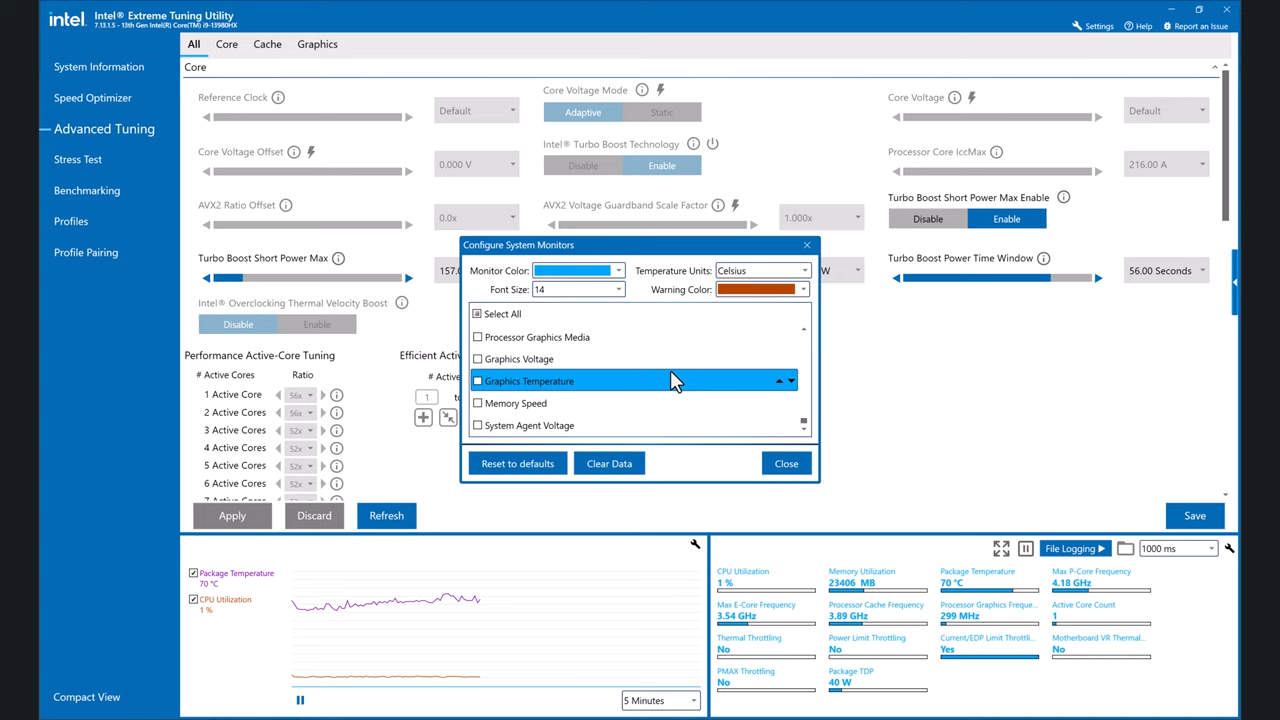 intel. Intel® Extreme Tuning Utility
7.13.1.5 - 13th Gen Intel(R) Core(TM) i9-13980HX
Settings Help Report an Issue
System Information
Speed Optimizer
Advanced Tuning
Stress Test
Benchmarking
Profiles
Profile Pairing
Compact View
All Core Cache Graphics
Core
Reference Clock
Default
Core Voltage Mode
Adaptive Static
Core Voltage
Default
Core Voltage Offset
0.000 V
Intel® Turbo Boost Technology
Disable Enable
Processor Core IccMax
216.00 A
AVX2 Ratio Offset
0.0x
AVX2 Voltage Guardband Scale Factor
1.000x
Turbo Boost Short Power Max Enable
Disable Enable
Turbo Boost Short Power Max
157.
W
Turbo Boost Power Time Window
56.00 Seconds
Intel® Overclocking Thermal Velocity Boost
Disable Enable
Performance Active-Core Tuning
# Active Cores Ratio
1 Active Core 56x
2 Active Cores 56x
3 Active Cores 52x
4 Active Cores 52x
5 Active Cores 52x
6 Active Cores 52x
7 Active Cores
Efficient Activ
# Active
1 to
Configure System Monitors
Monitor Color:
Temperature Units: Celsius
Font Size: 14
Warning Color:
Select All
Processor Graphics Media
Graphics Voltage
Graphics Temperature
Memory Speed
System Agent Voltage
Reset to defaults Clear Data Close
Apply Discard Refresh Save
Package Temperature
70 °C
CPU Utilization
1 %
5 Minutes
File Logging 1000 ms
CPU Utilization
1 %
Memory Utilization
23406 MB
Package Temperature
70 °C
Max P-Core Frequency
4.18 GHz
Max E-Core Frequency
3.54 GHz
Processor Cache Frequency
3.89 GHz
Processor Graphics Freque...
299 MHz
Active Core Count
1
Thermal Throttling
No
Power Limit Throttling
No
Current/EDP Limit Throttli...
Yes
Motherboard VR Thermal...
No
PMAX Throttling
No
Package TDP
40 W